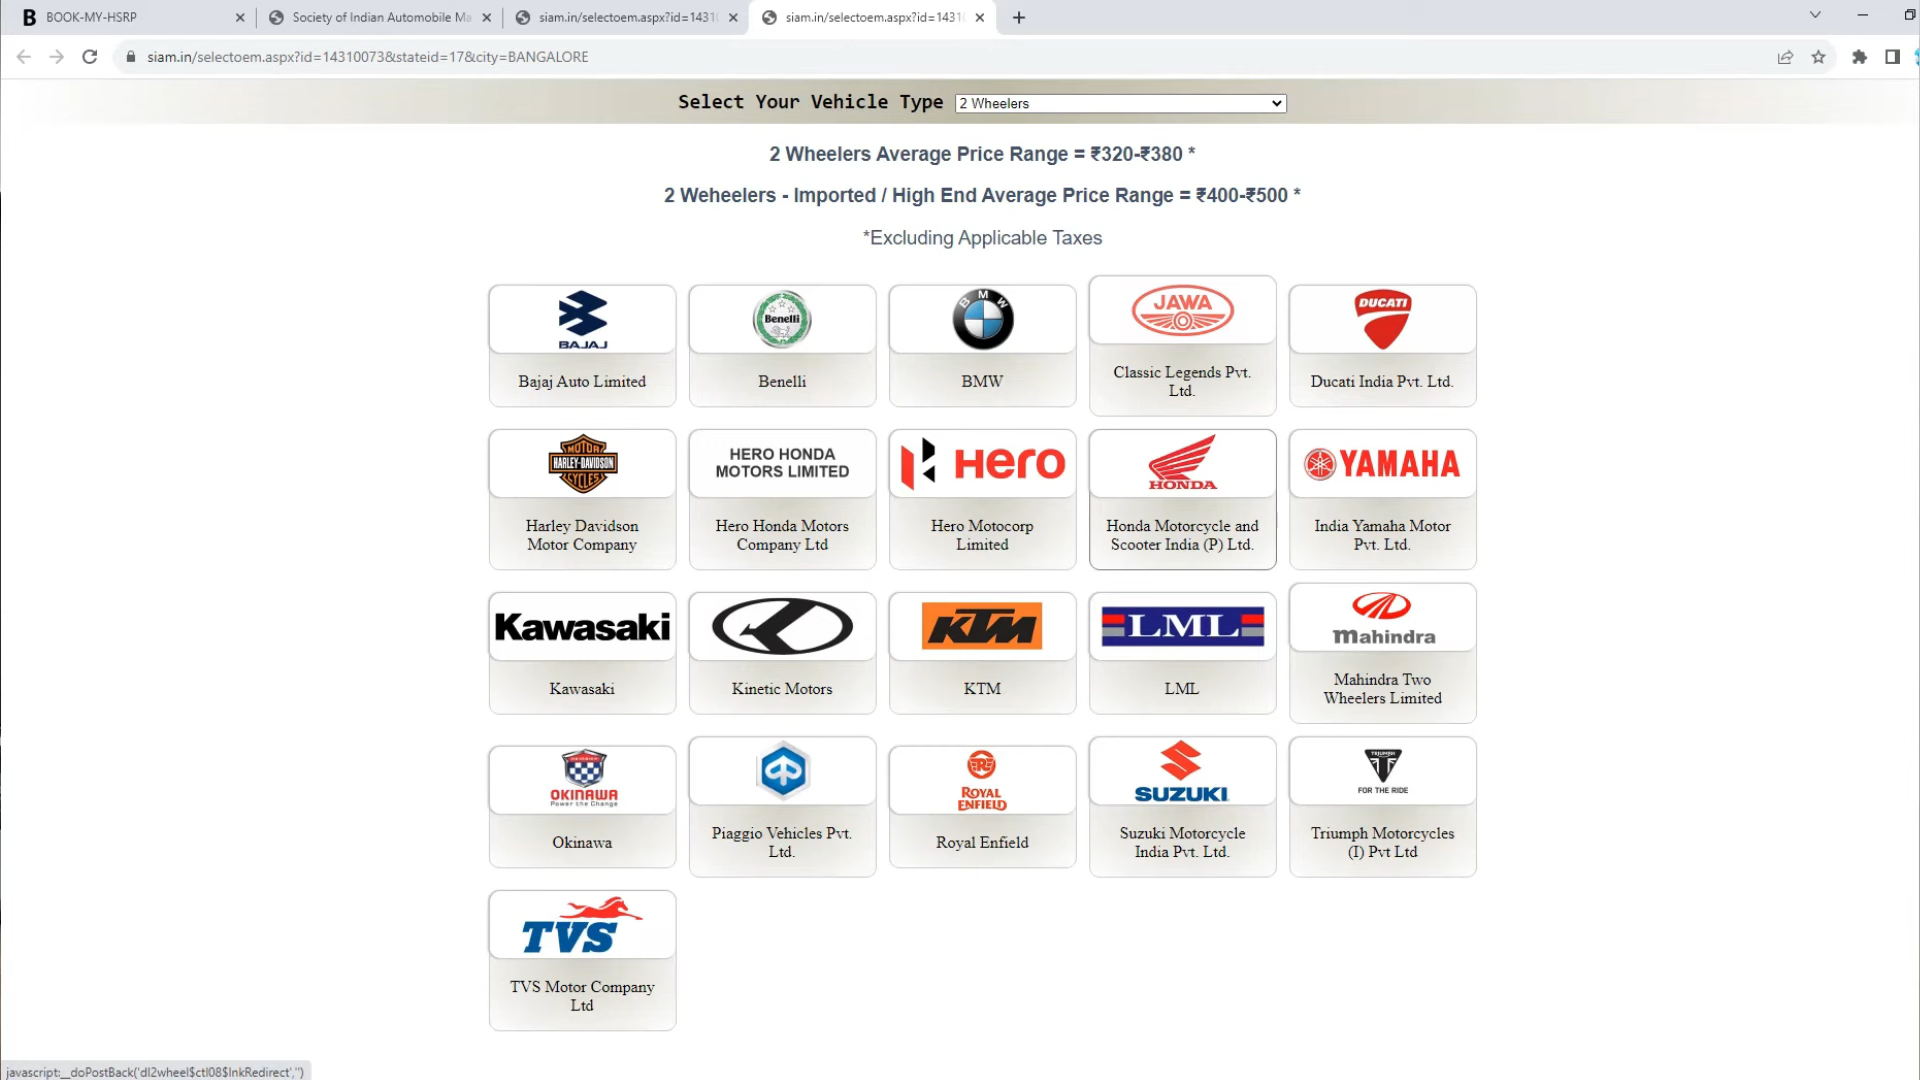 BOOK-MY-HSRP
Society of Indian Automobile Ma
siam.in/selectoem.aspx?id=1431
siam.in/selectoem.aspx?id=1431
siam.in/selectoem.aspx?id=14310073&stateid=17&city=BANGALORE
Select Your Vehicle Type 2 Wheelers
2 Wheelers Average Price Range = ₹320-₹380 *
2 Weheelers - Imported / High End Average Price Range = ₹400-₹500 *
*Excluding Applicable Taxes
BAJAJ
Bajaj Auto Limited
Benelli
Benelli
BMW
BMW
JAWA
Classic Legends Pvt.
Ltd.
DUCATI
Ducati India Pvt. Ltd.
MOTOR
HARLEY-DAVIDSON
CYCLES
Harley Davidson
Motor Company
HERO HONDA
MOTORS LIMITED
Hero Honda Motors
Company Ltd
Hero
Hero Motocorp
Limited
HONDA
Honda Motorcycle and
Scooter India (P) Ltd.
YAMAHA
India Yamaha Motor
Pvt. Ltd.
Kawasaki
Kawasaki
Kinetic Motors
KTM
KTM
LML
LML
mahindra
Mahindra Two
Wheelers Limited
OKINAWA
Power the Change
Okinawa
Piaggio Vehicles Pvt.
Ltd.
ROYAL
ENFIELD
Royal Enfield
SUZUKI
Suzuki Motorcycle
India Pvt. Ltd.
TRIUMPH
FOR THE RIDE
Triumph Motorcycles
(I) Pvt Ltd
TVS
TVS Motor Company
Ltd
javascript:__doPostBack('dl2wheel$ctl08$lnkRedirect','')